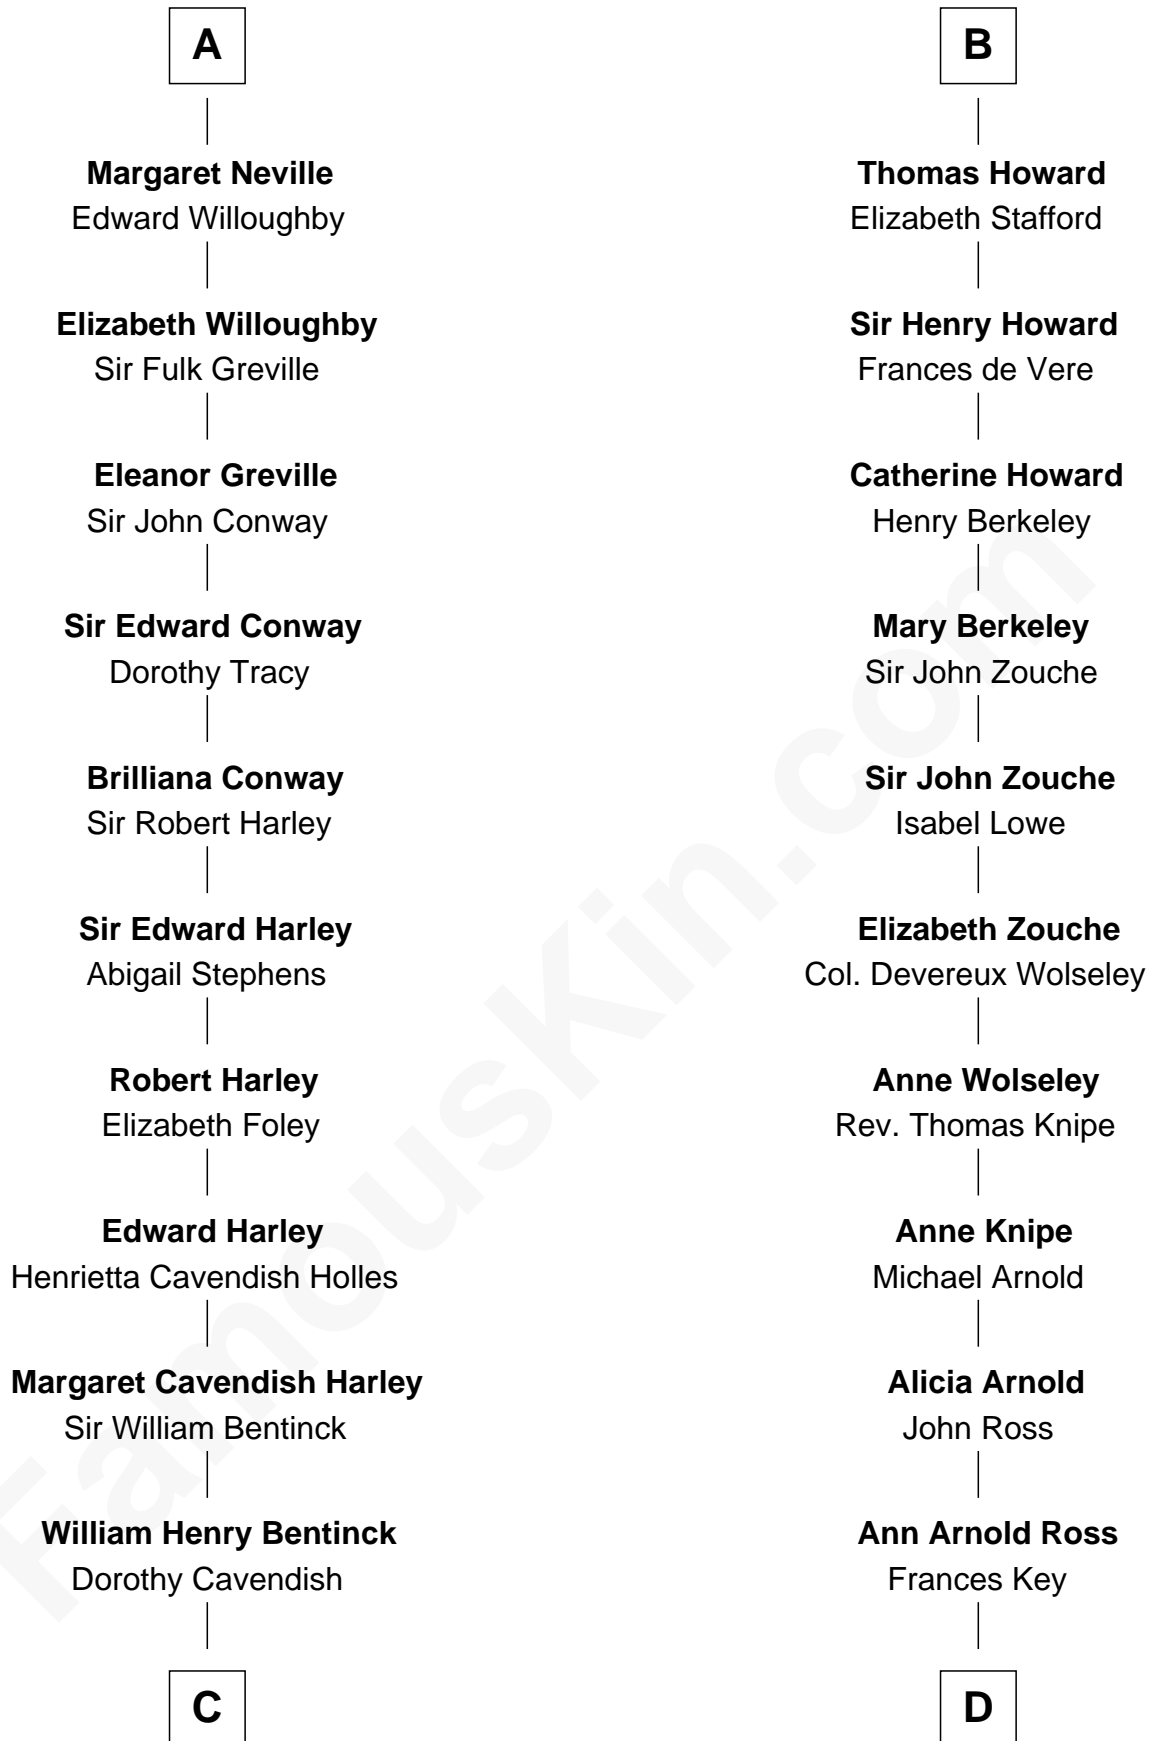 A
Margaret Neville
Edward Willoughby
Elizabeth Willoughby
Sir Fulk Greville
Eleanor Greville
Sir John Conway
Sir Edward Conway
Dorothy Tracy
Brilliana Conway
Sir Robert Harley
Sir Edward Harley
Abigail Stephens
Robert Harley
Elizabeth Foley
Edward Harley
Henrietta Cavendish Holles
Margaret Cavendish Harley
Sir William Bentinck
William Henry Bentinck
Dorothy Cavendish
C
B
Thomas Howard
Elizabeth Stafford
Sir Henry Howard
Frances de Vere
Catherine Howard
Henry Berkeley
Mary Berkeley
Sir John Zouche
Sir John Zouche
Isabel Lowe
Elizabeth Zouche
Col. Devereux Wolseley
Anne Wolseley
Rev. Thomas Knipe
Anne Knipe
Michael Arnold
Alicia Arnold
John Ross
Ann Arnold Ross
Frances Key
D
FamousKin.com